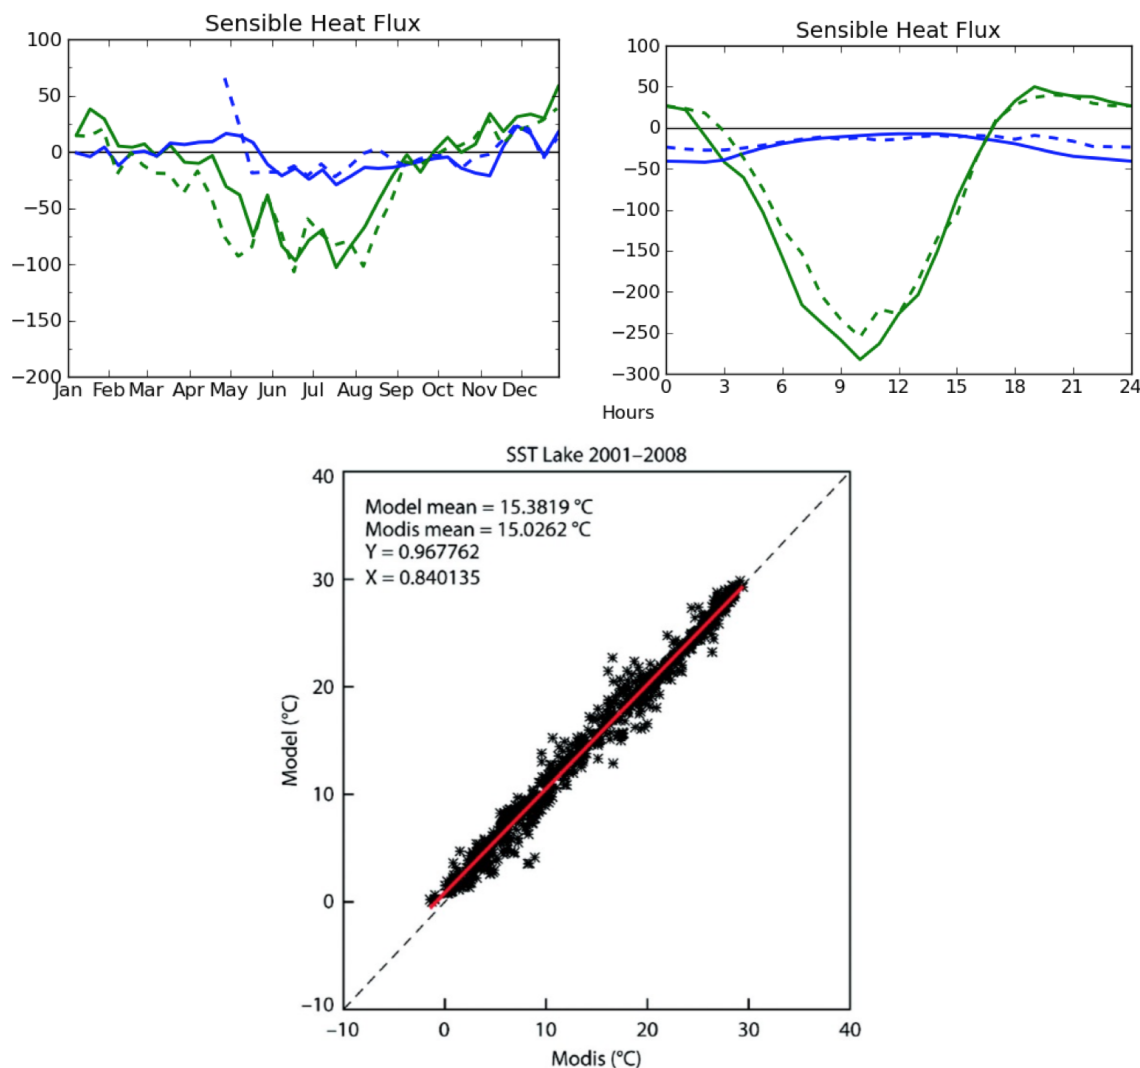 Sensible Heat Flux
100
50
0
−50
−100
−150
−200
Jan Feb Mar Apr May Jun Jul Aug Sep Oct Nov Dec
Sensible Heat Flux
100
50
0
−50
−100
−150
−200
−250
−300
0 3 6 9 12 15 18 21 24
Hours
SST Lake 2001–2008
Model mean = 15.3819 °C
Modis mean = 15.0262 °C
Y = 0.967762
X = 0.840135
40
30
20
10
0
−10
Model (°C)
−10 0 10 20 30 40
Modis (°C)